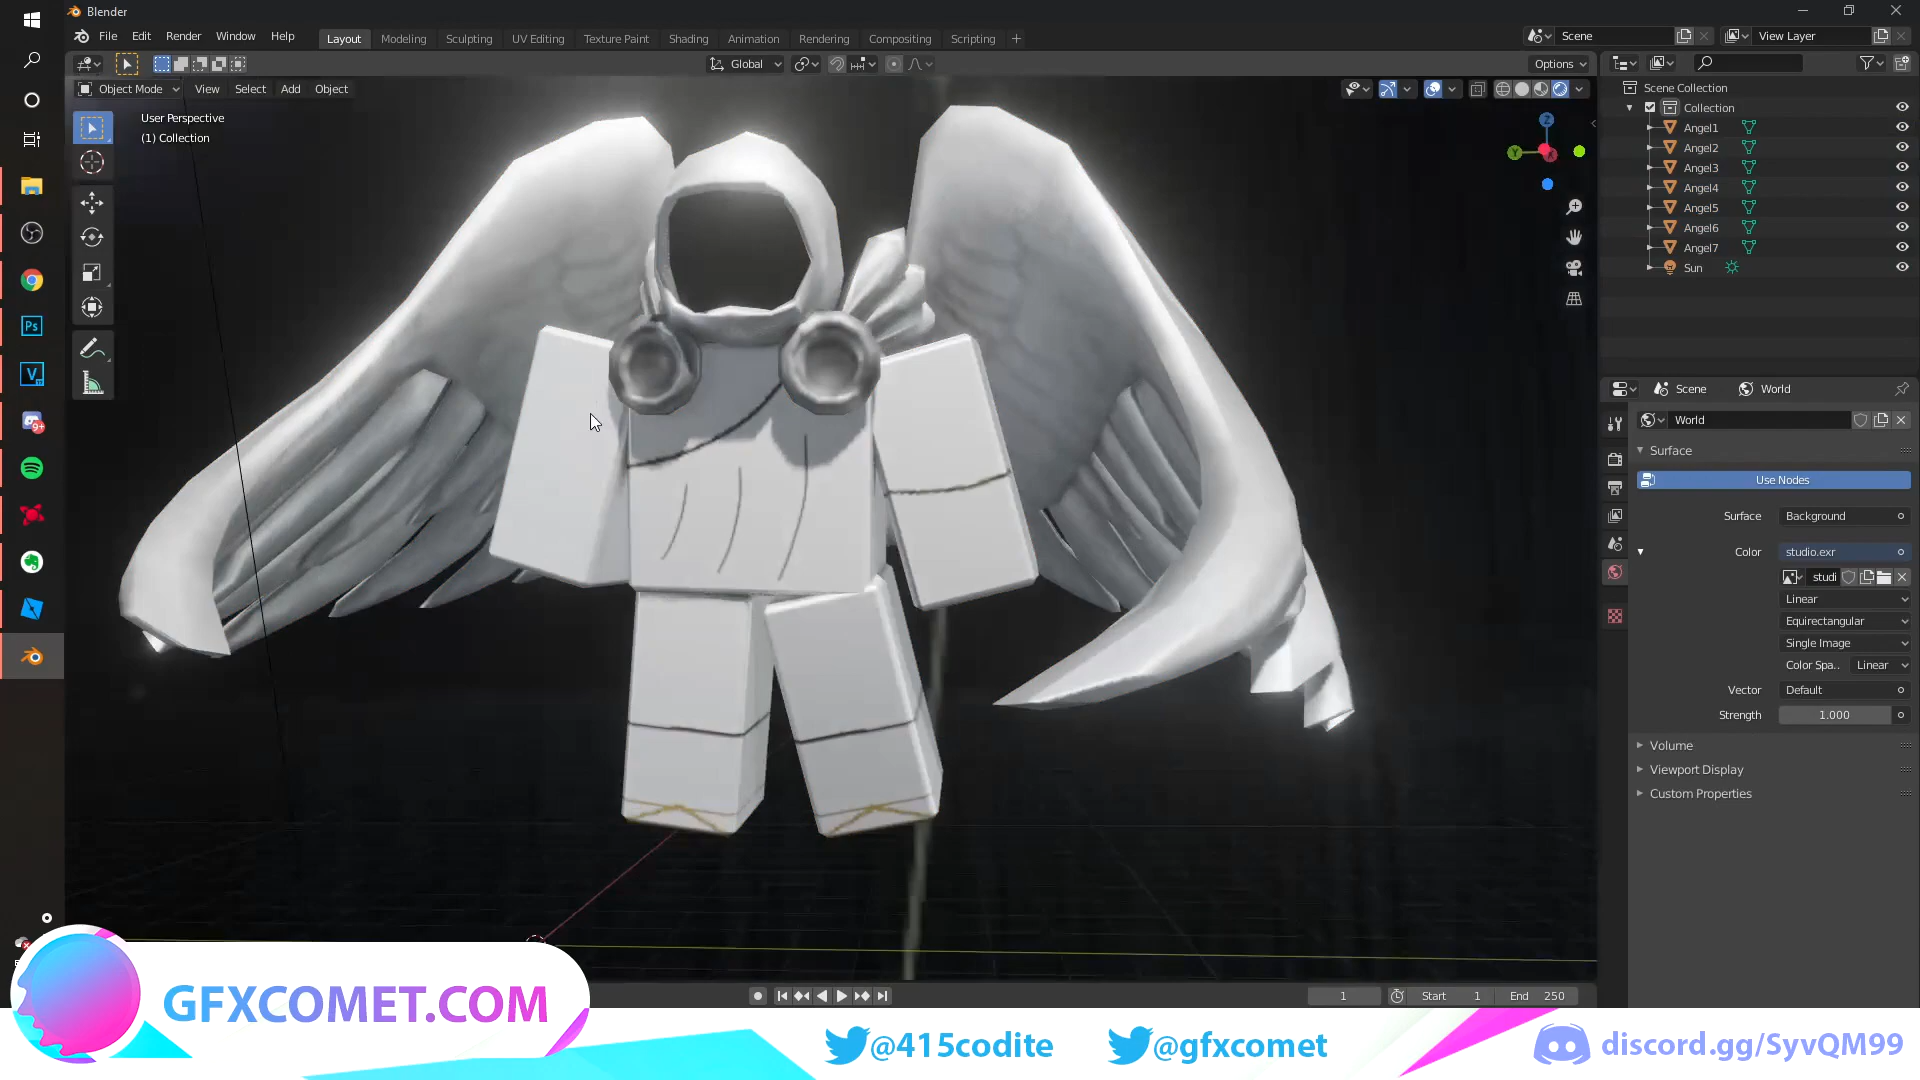 Blender
File Edit Render Window Help
Layout Modeling Sculpting UV Editing Texture Paint Shading Animation Rendering Compositing Scripting +
Scene
View Layer
Global
Options
Object Mode View Select Add Object
User Perspective
(1) Collection
Z
Y
X
Scene Collection
Collection
Angel1
Angel2
Angel3
Angel4
Angel5
Angel6
Angel7
Sun
Ps
V
9+
Scene World
World
Surface
Use Nodes
Surface Background
Color studio.exr
studi
Linear
Equirectangular
Single Image
Color Spa.. Linear
Vector Default
Strength 1.000
Volume
Viewport Display
Custom Properties
1 Start 1 End 250
GFXCOMET.COM
@415codite @gfxcomet discord.gg/SyvQM99